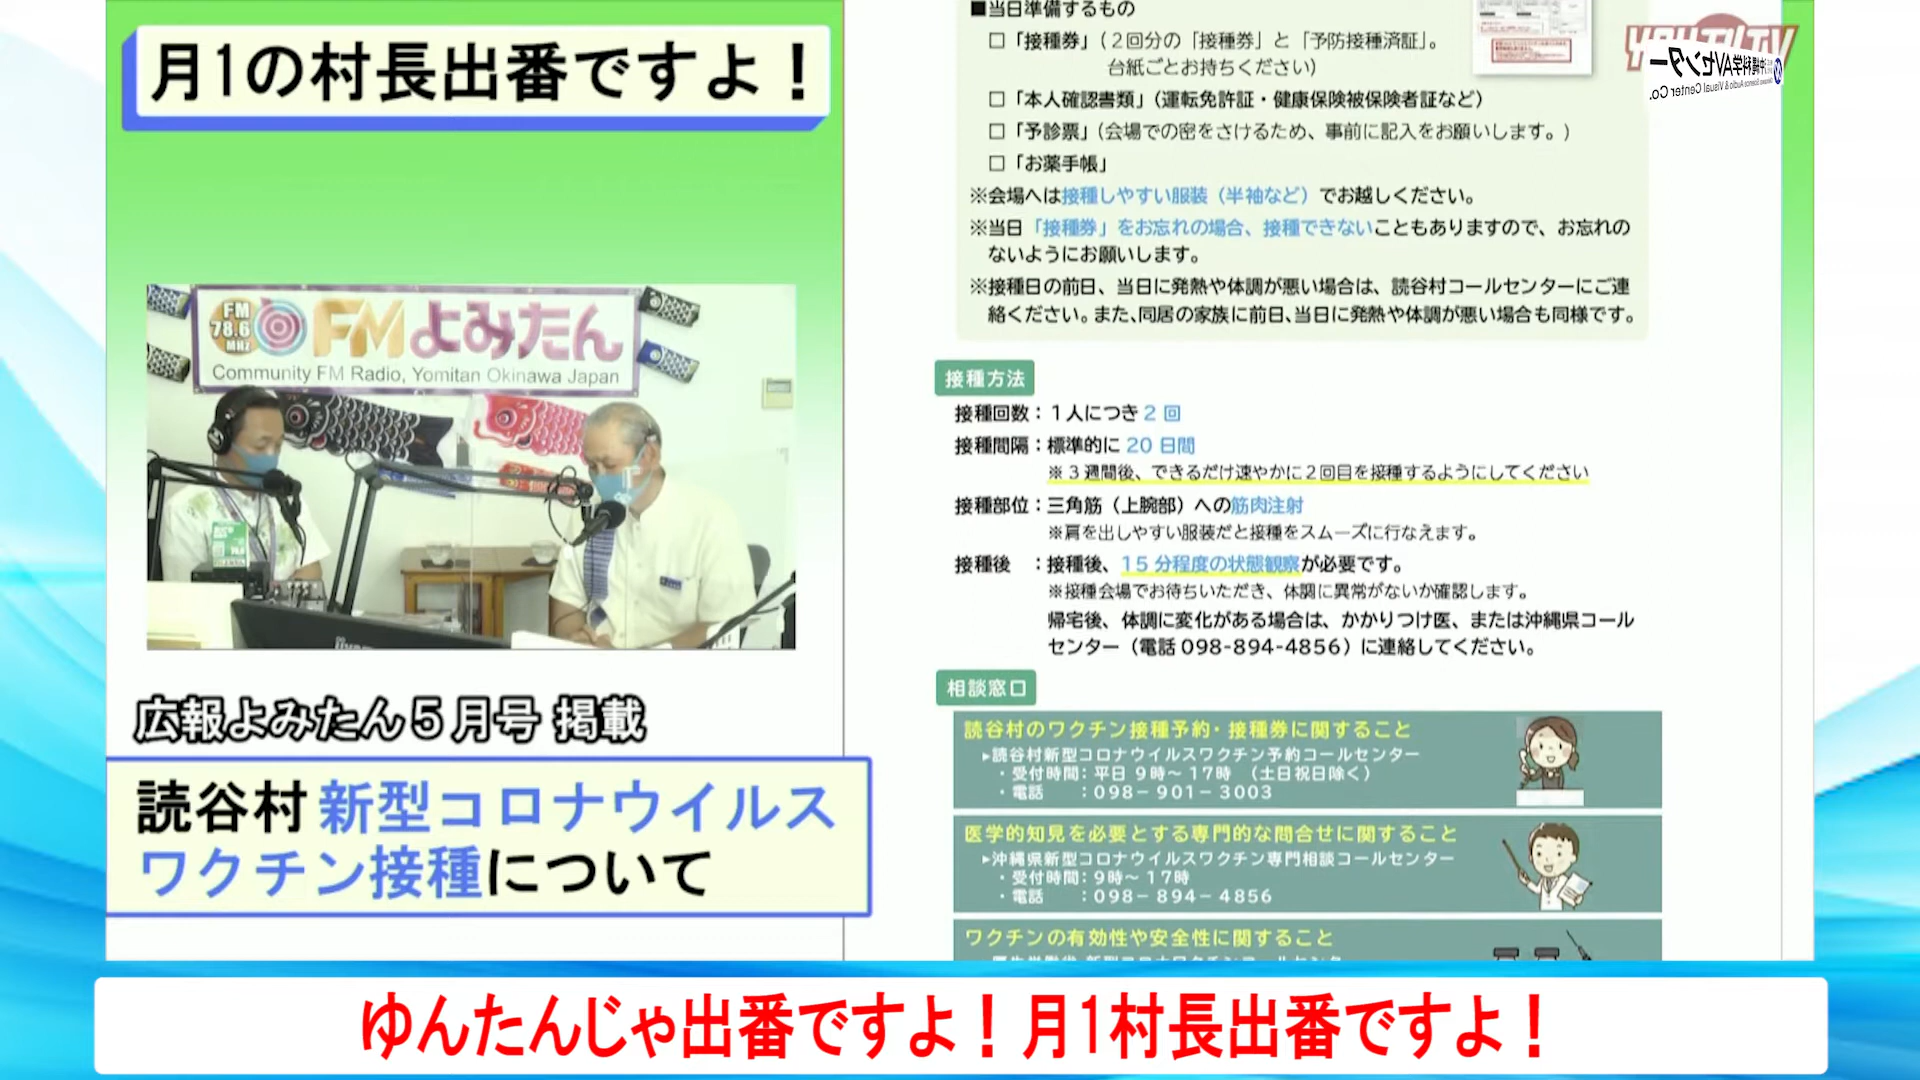 月1の村長出番ですよ！
FM
78.6
MHz
FMよみたん
Community FM Radio, Yomitan Okinawa Japan
広報よみたん5月号 掲載
読谷村 新型コロナウイルス
ワクチン接種について
■当日準備するもの
□「接種券」（２回分の「接種券」と「予防接種済証」。
台紙ごとお持ちください）
□「本人確認書類」（運転免許証・健康保険被保険者証など）
□「予診票」（会場での密をさけるため、事前に記入をお願いします。）
□「お薬手帳」
※会場へは接種しやすい服装（半袖など）でお越しください。
※当日「接種券」をお忘れの場合、接種できないこともありますので、お忘れの
ないようにお願いします。
※接種日の前日、当日に発熱や体調が悪い場合は、読谷村コールセンターにご連
絡ください。また、同居の家族に前日、当日に発熱や体調が悪い場合も同様です。
接種方法
接種回数：１人につき２回
接種間隔：標準的に 20 日間
※３週間後、できるだけ速やかに２回目を接種するようにしてください
接種部位：三角筋（上腕部）への筋肉注射
※肩を出しやすい服装だと接種をスムーズに行なえます。
接種後　：接種後、15 分程度の状態観察が必要です。
※接種会場でお待ちいただき、体調に異常がないか確認します。
帰宅後、体調に変化がある場合は、かかりつけ医、または沖縄県コール
センター（電話 098-894-4856）に連絡してください。
相談窓口
読谷村のワクチン接種予約・接種券に関すること
▸読谷村新型コロナウイルスワクチン予約コールセンター
・受付時間：平日 9時～ 17時　（土日祝日除く）
・電話　　：098－901－3003
医学的知見を必要とする専門的な問合せに関すること
▸沖縄県新型コロナウイルスワクチン専門相談コールセンター
・受付時間：9時～ 17時
・電話　　：098－894－4856
ワクチンの有効性や安全性に関すること
沖縄科学AVセンター
Okinawa Science Audio & Visual Center Co.
ゆんたんじゃ出番ですよ！月1村長出番ですよ！